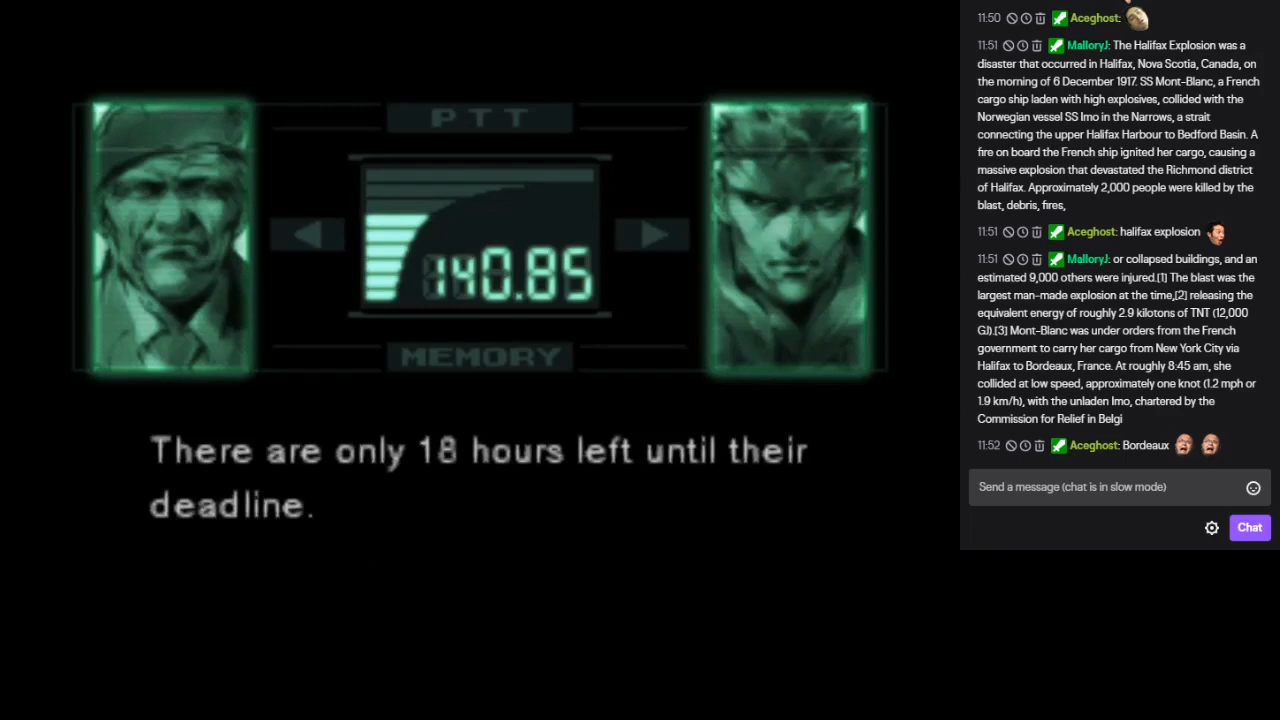 PTT
140.85
MEMORY
There are only 18 hours left until their
deadline.
11:50 Aceghost:
11:51 MalloryJ: The Halifax Explosion was a
disaster that occurred in Halifax, Nova Scotia, Canada, on
the morning of 6 December 1917. SS Mont-Blanc, a French
cargo ship laden with high explosives, collided with the
Norwegian vessel SS Imo in the Narrows, a strait
connecting the upper Halifax Harbour to Bedford Basin. A
fire on board the French ship ignited her cargo, causing a
massive explosion that devastated the Richmond district
of Halifax. Approximately 2,000 people were killed by the
blast, debris, fires,
11:51 Aceghost: halifax explosion
11:51 MalloryJ: or collapsed buildings, and an
estimated 9,000 others were injured.[1] The blast was the
largest man-made explosion at the time,[2] releasing the
equivalent energy of roughly 2.9 kilotons of TNT (12,000
GJ).[3] Mont-Blanc was under orders from the French
government to carry her cargo from New York City via
Halifax to Bordeaux, France. At roughly 8:45 am, she
collided at low speed, approximately one knot (1.2 mph or
1.9 km/h), with the unladen Imo, chartered by the
Commission for Relief in Belgi
11:52 Aceghost: Bordeaux
Send a message (chat is in slow mode)
Chat